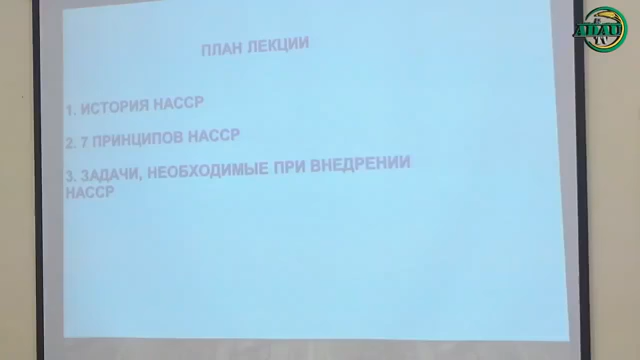 ПЛАН ЛЕКЦИИ
1. ИСТОРИЯ НАССР
2. 7 ПРИНЦИПОВ НАССР
3. ЗАДАЧИ, НЕОБХОДИМЫЕ ПРИ ВНЕДРЕНИИ
НАССР